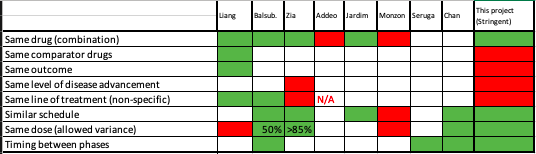 This project
Liang Balsub. Zia Addeo Jardim Monzon Seruga Chan (Stringent)
Same drug (combination)
Same comparator drugs
Same outcome
Same level of disease advancement
Same line of treatment (non-specific) N/A
Similar schedule
Same dose (allowed variance) 50% >85%
Timing between phases